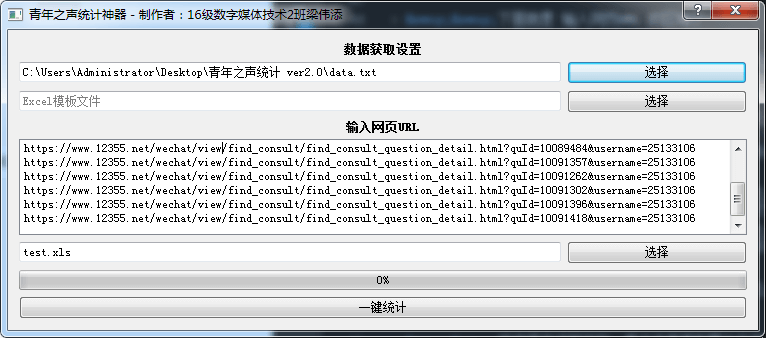 青年之声统计神器 - 制作者：16级数字媒体技术2班梁伟添
数据获取设置
C:\Users\Administrator\Desktop\青年之声统计 ver2.0\data.txt
选择
Excel模板文件
选择
输入网页URL
https://www.12355.net/wechat/view/find_consult/find_consult_question_detail.html?quId=10089484&username=25133106
https://www.12355.net/wechat/view/find_consult/find_consult_question_detail.html?quId=10091357&username=25133106
https://www.12355.net/wechat/view/find_consult/find_consult_question_detail.html?quId=10091262&username=25133106
https://www.12355.net/wechat/view/find_consult/find_consult_question_detail.html?quId=10091302&username=25133106
https://www.12355.net/wechat/view/find_consult/find_consult_question_detail.html?quId=10091396&username=25133106
https://www.12355.net/wechat/view/find_consult/find_consult_question_detail.html?quId=10091418&username=25133106
test.xls
选择
0%
一键统计